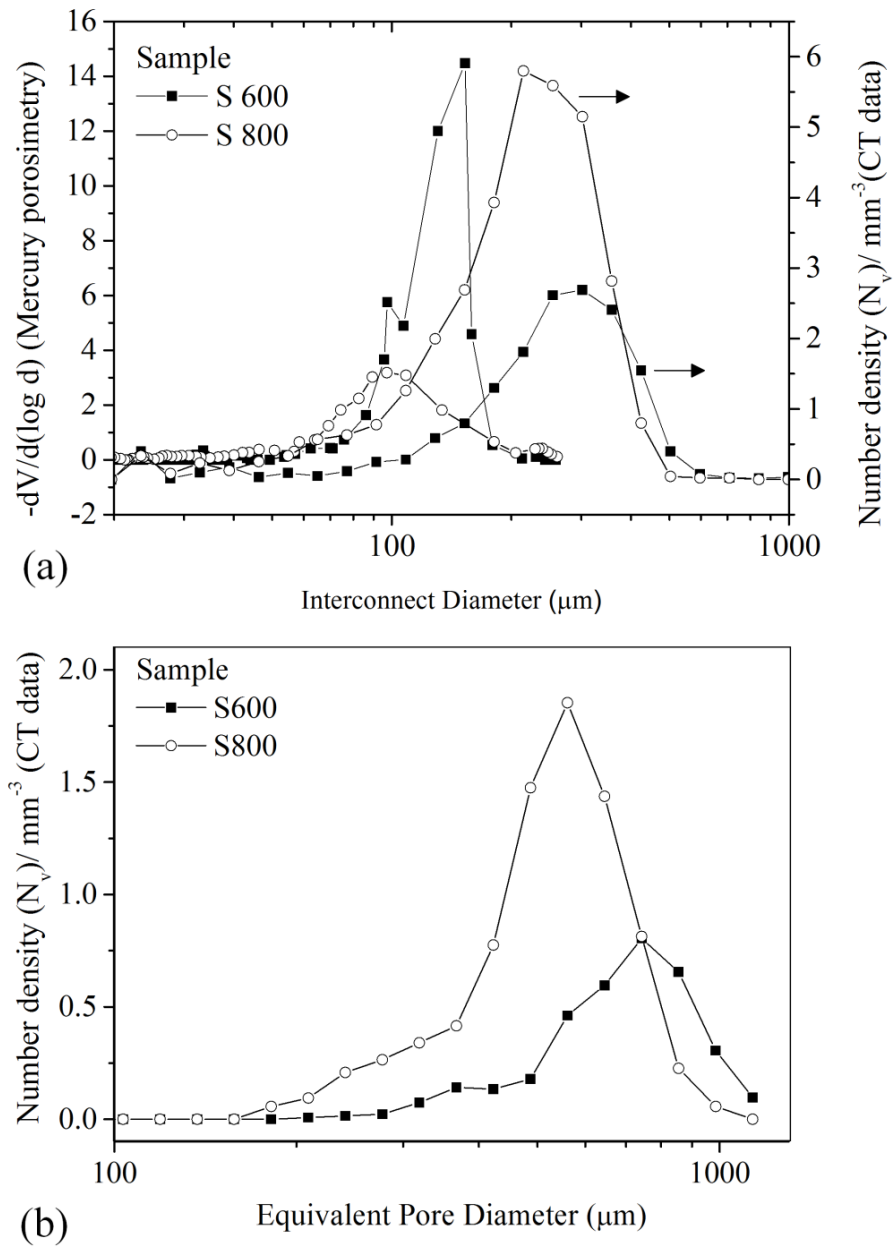 Sample
S 600
S 800
16
14
12
10
8
6
4
2
0
-2
-dV/d(log d) (Mercury porosimetry)
6
5
4
3
2
1
0
Number density (Nᵥ)/ mm⁻³(CT data)
100
1000
(a)
Interconnect Diameter (μm)
Sample
S600
S800
2.0
1.5
1.0
0.5
0.0
Number density (Nᵥ)/ mm⁻³ (CT data)
100
1000
Equivalent Pore Diameter (μm)
(b)